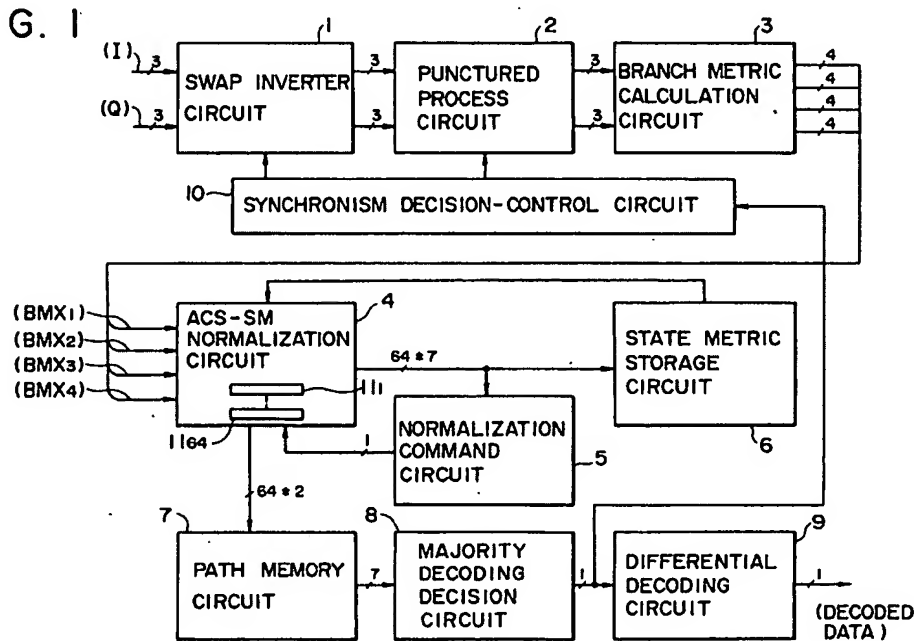 G. 1
1
2
3
(I)
3
3
3
4
4
4
4
SWAP INVERTER
CIRCUIT
PUNCTURED
PROCESS
CIRCUIT
BRANCH METRIC
CALCULATION
CIRCUIT
(Q)
3
3
3
10
SYNCHRONISM DECISION-CONTROL CIRCUIT
4
(BMX1)
(BMX2)
(BMX3)
(BMX4)
ACS-SM
NORMALIZATION
CIRCUIT
111
1164
64*7
STATE METRIC
STORAGE
CIRCUIT
6
1
NORMALIZATION
COMMAND
CIRCUIT
5
64*2
7
8
9
PATH MEMORY
CIRCUIT
7
MAJORITY
DECODING
DECISION
CIRCUIT
1
DIFFERENTIAL
DECODING
CIRCUIT
1
(DECODED
DATA)